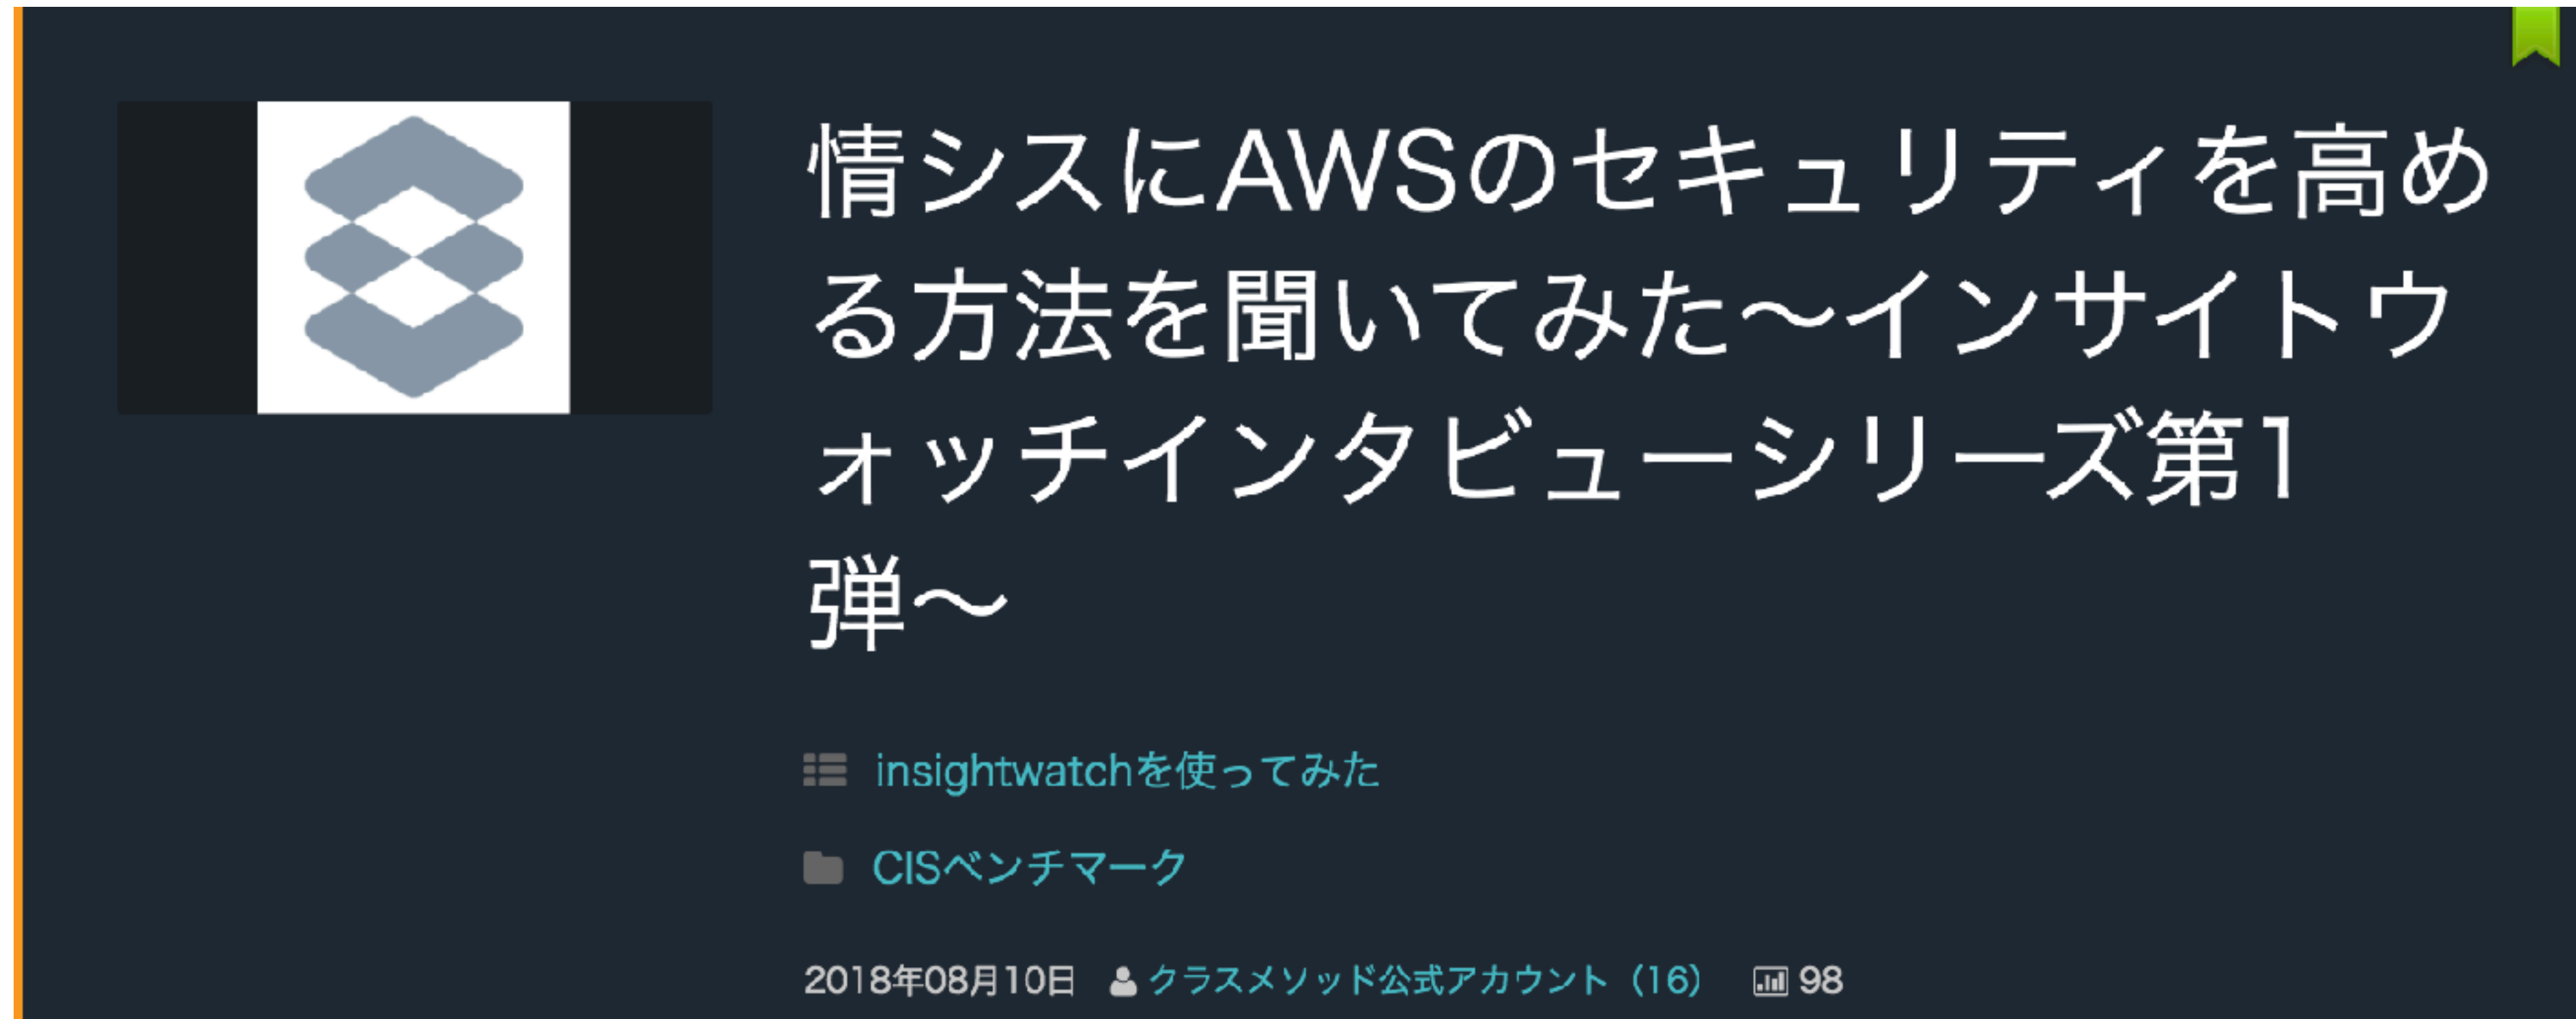 情シスにAWSのセキュリティを高め
る方法を聞いてみた〜インサイトウ
ォッチインタビューシリーズ第1
弾〜
insightwatchを使ってみた
CISベンチマーク
2018年08月10日 クラスメソッド公式アカウント（16） 98